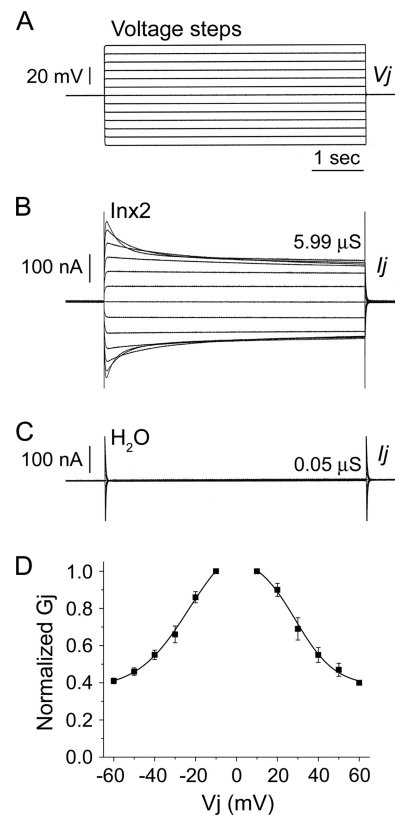 A
Voltage steps
20 mV
Vj
1 sec
B
Inx2
5.99 µS
100 nA
Ij
C
H₂O
100 nA
0.05 µS
Ij
D
1.0
0.8
0.6
0.4
0.2
0.0
Normalized Gj
-60 -40 -20 0 20 40 60
Vj (mV)